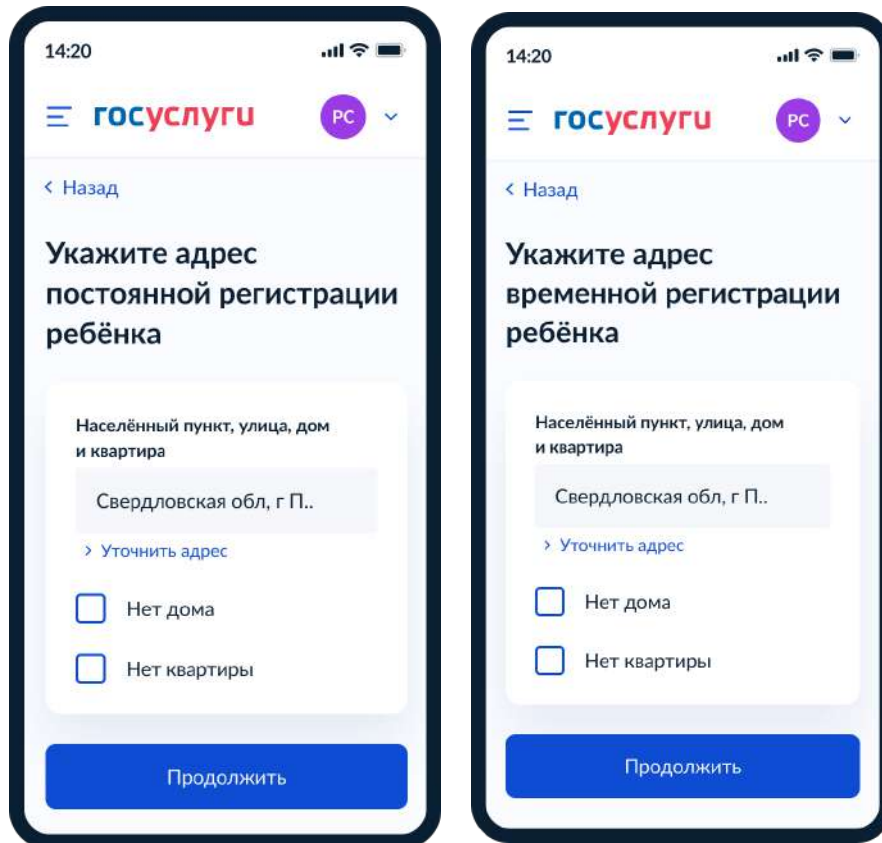 14:20
госуслуги
РС
Назад
Укажите адрес
постоянной регистрации
ребёнка
Населённый пункт, улица, дом
и квартира
Свердловская обл, г П..
Уточнить адрес
Нет дома
Нет квартиры
Продолжить
14:20
госуслуги
РС
Назад
Укажите адрес
временной регистрации
ребёнка
Населённый пункт, улица, дом
и квартира
Свердловская обл, г П..
Уточнить адрес
Нет дома
Нет квартиры
Продолжить